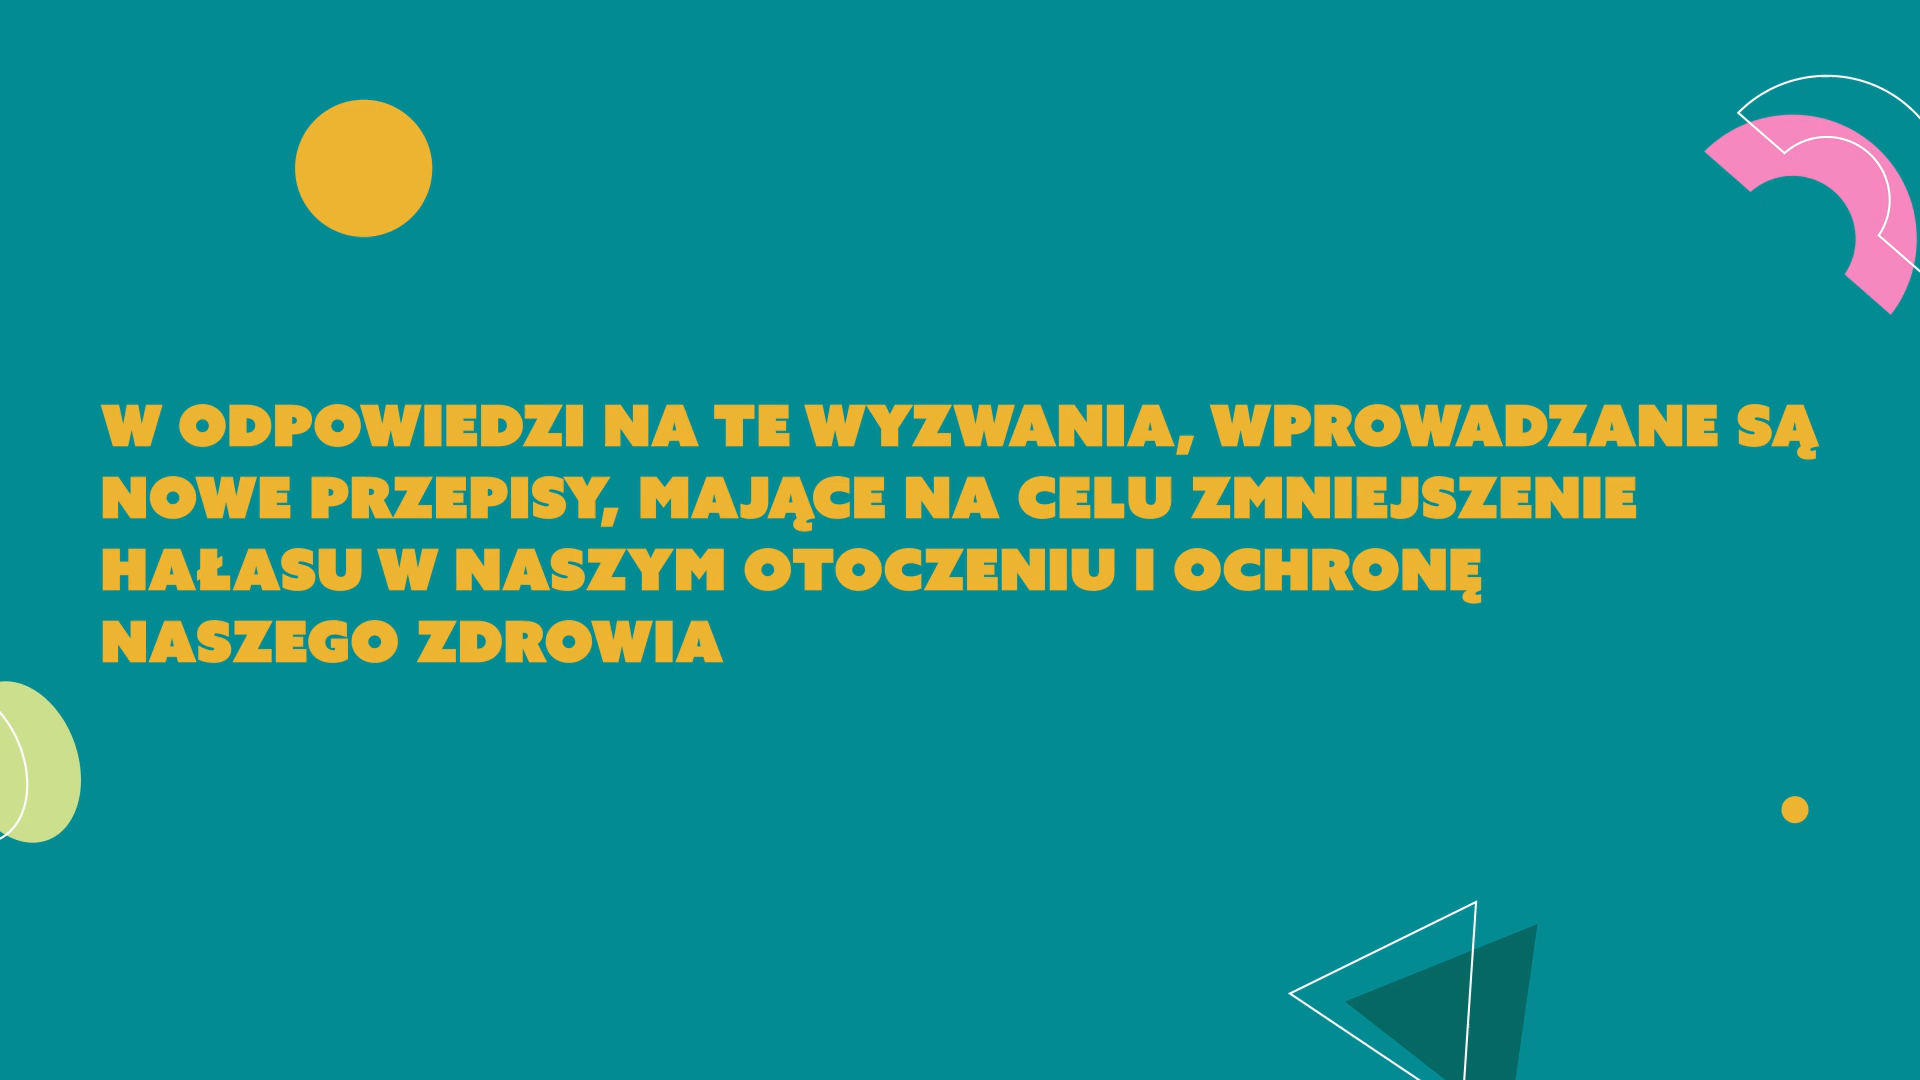 W ODPOWIEDZI NA TE WYZWANIA, WPROWADZANE SĄ
NOWE PRZEPISY, MAJĄCE NA CELU ZMNIEJSZENIE
HAŁASU W NASZYM OTOCZENIU I OCHRONĘ
NASZEGO ZDROWIA